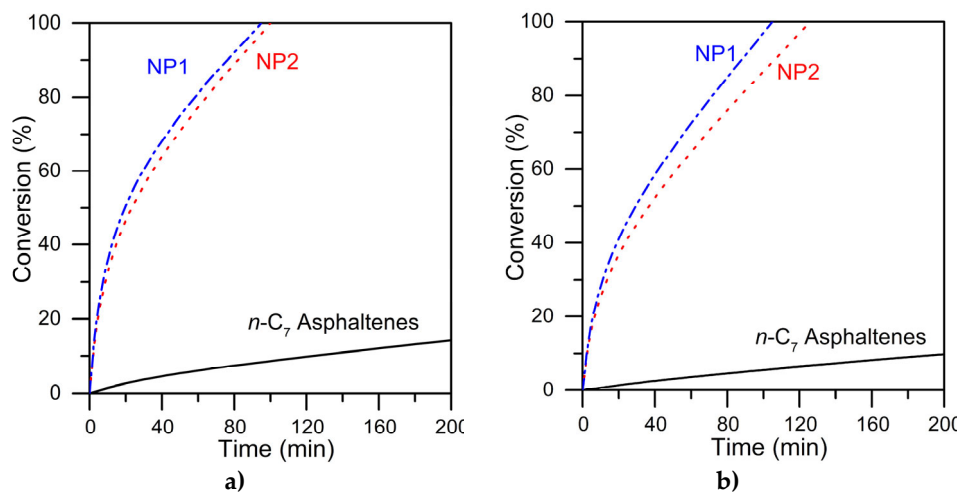 100
80
60
40
20
0
Conversion (%)
NP1
NP2
n-C₇ Asphaltenes
0 40 80 120 160 200
Time (min)
a)
100
80
60
40
20
0
Conversion (%)
NP1
NP2
n-C₇ Asphaltenes
0 40 80 120 160 200
Time (min)
b)